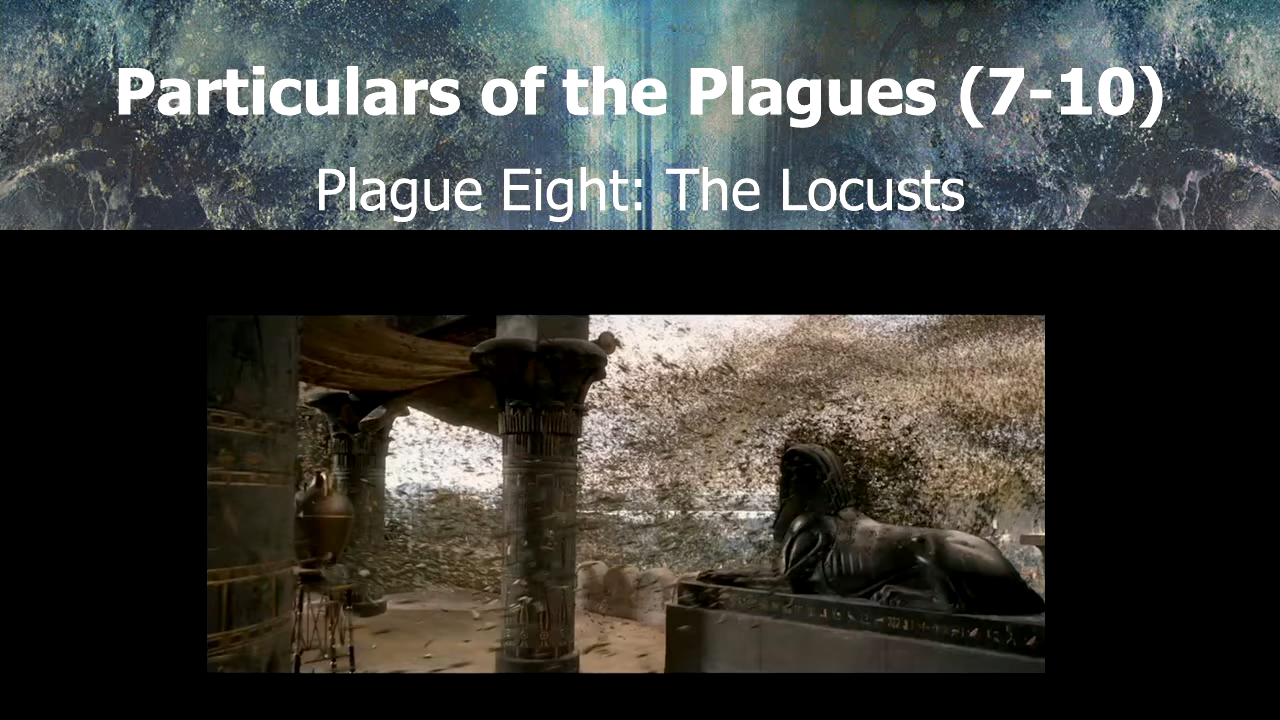 Particulars of the Plagues (7-10)
Plague Eight: The Locusts